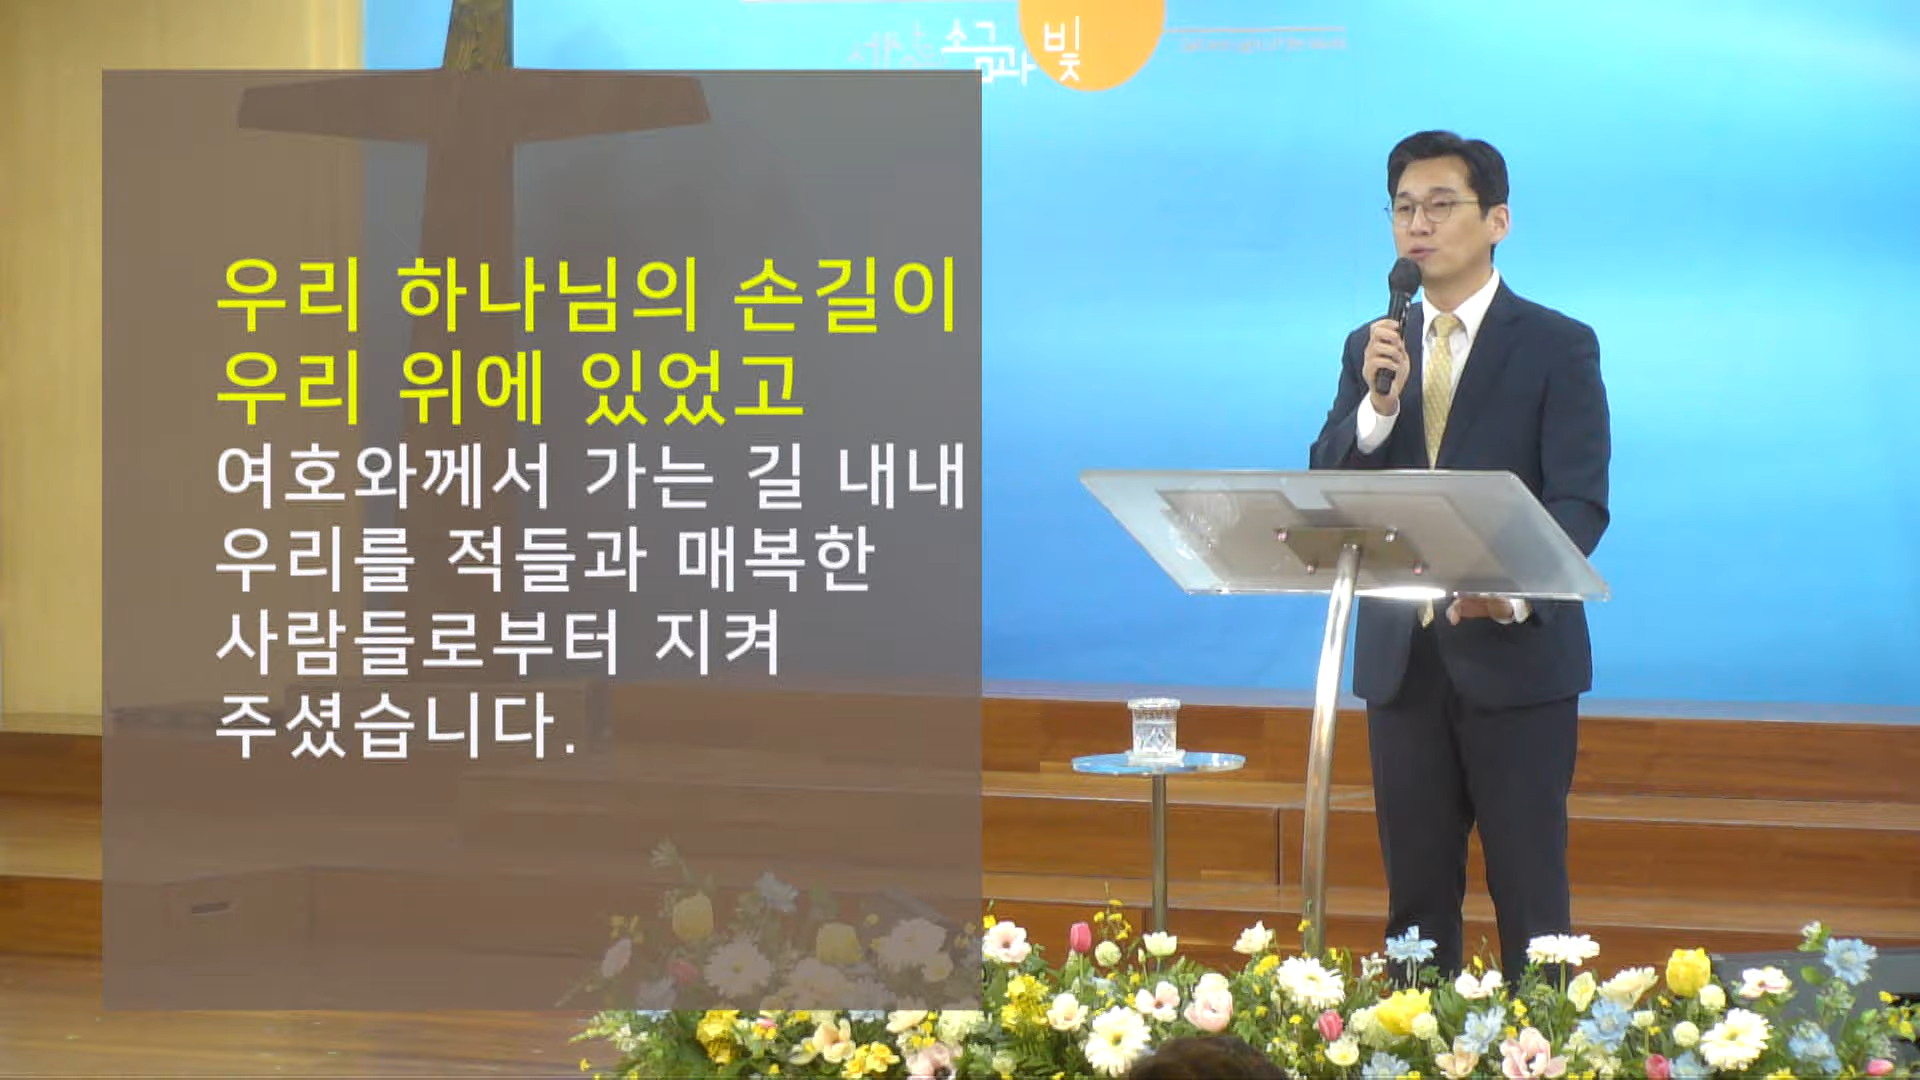 세상의 소금과 빛
우리 하나님의 손길이
우리 위에 있었고
여호와께서 가는 길 내내
우리를 적들과 매복한
사람들로부터 지켜
주셨습니다.